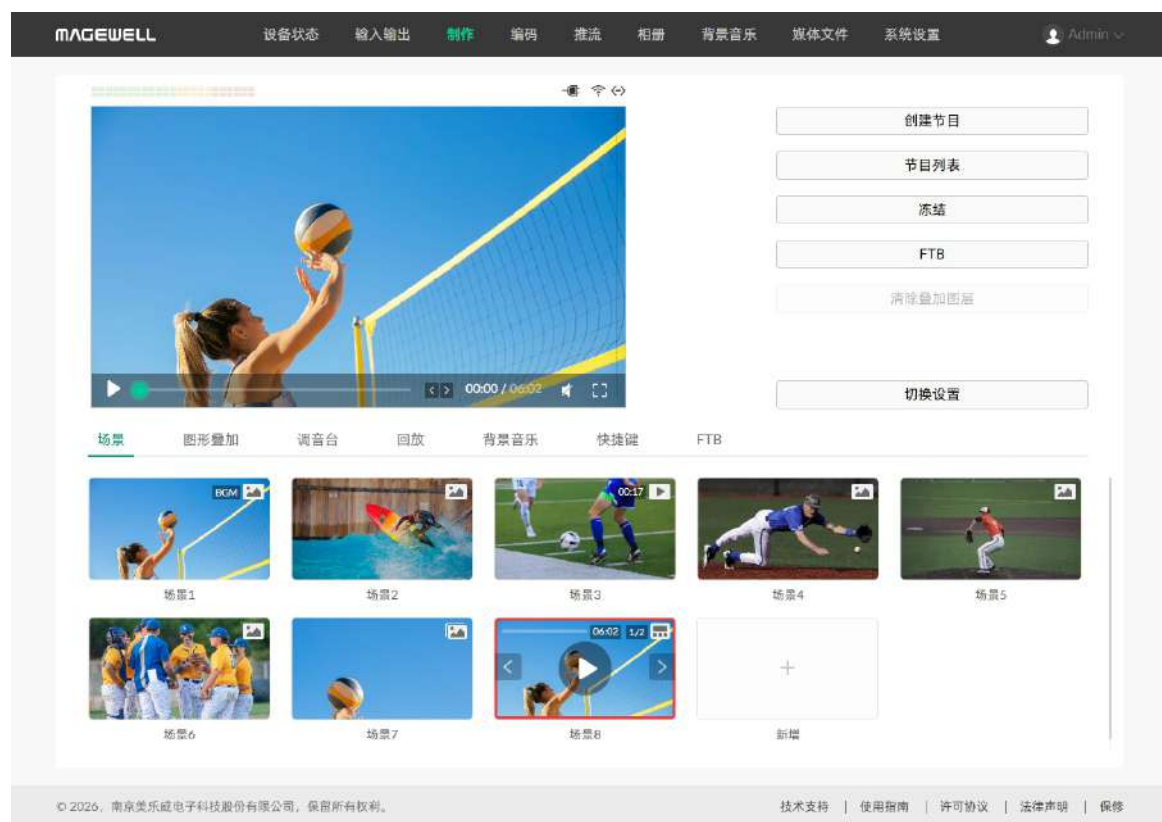 MAGEWELL 设备状态 输入输出 制作 编码 推流 相册 背景音乐 媒体文件 系统设置 Admin
创建节目
节目列表
冻结
FTB
清除叠加图层
00:00 / 06:02
切换设置
场景 图形叠加 调音台 回放 背景音乐 快捷键 FTB
BGM
00:17
场景1 场景2 场景3 场景4 场景5
06:02 1/2
场景6 场景7 场景8 新增
© 2026，南京美乐威电子科技股份有限公司，保留所有权利。 技术支持 | 使用指南 | 许可协议 | 法律声明 | 保修